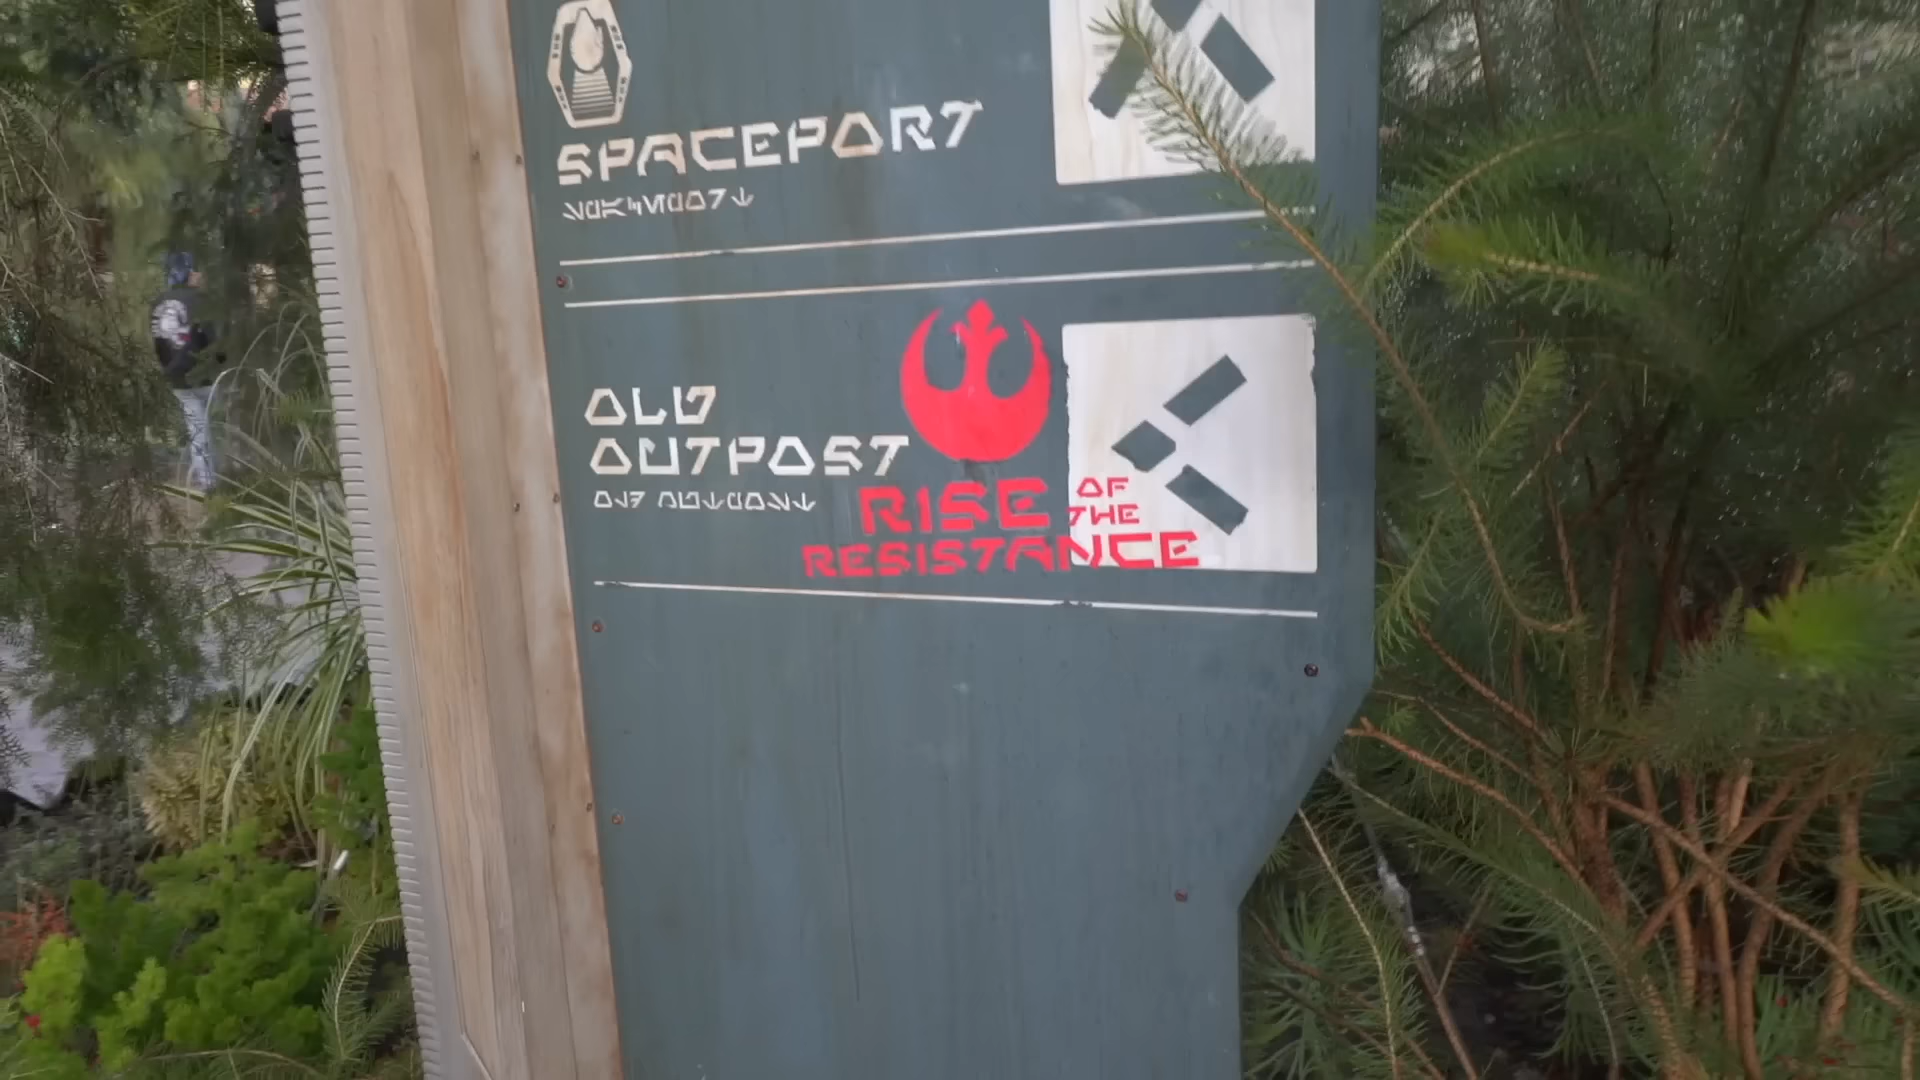 SPACEPORT
OLD
OUTPOST
RISE OF
THE
RESISTANCE